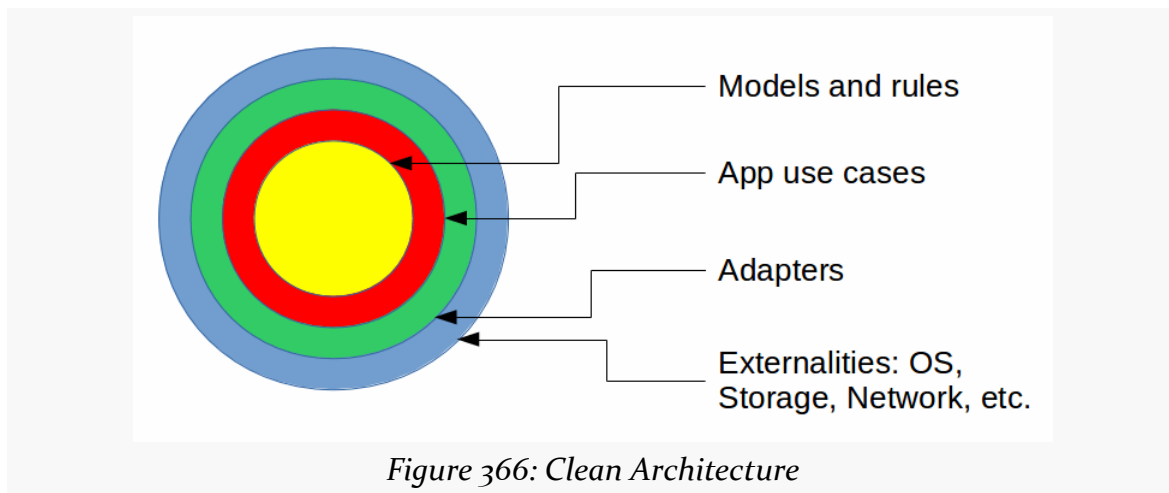 Models and rules
App use cases
Adapters
Externalities: OS,
Storage, Network, etc.
Figure 366: Clean Architecture